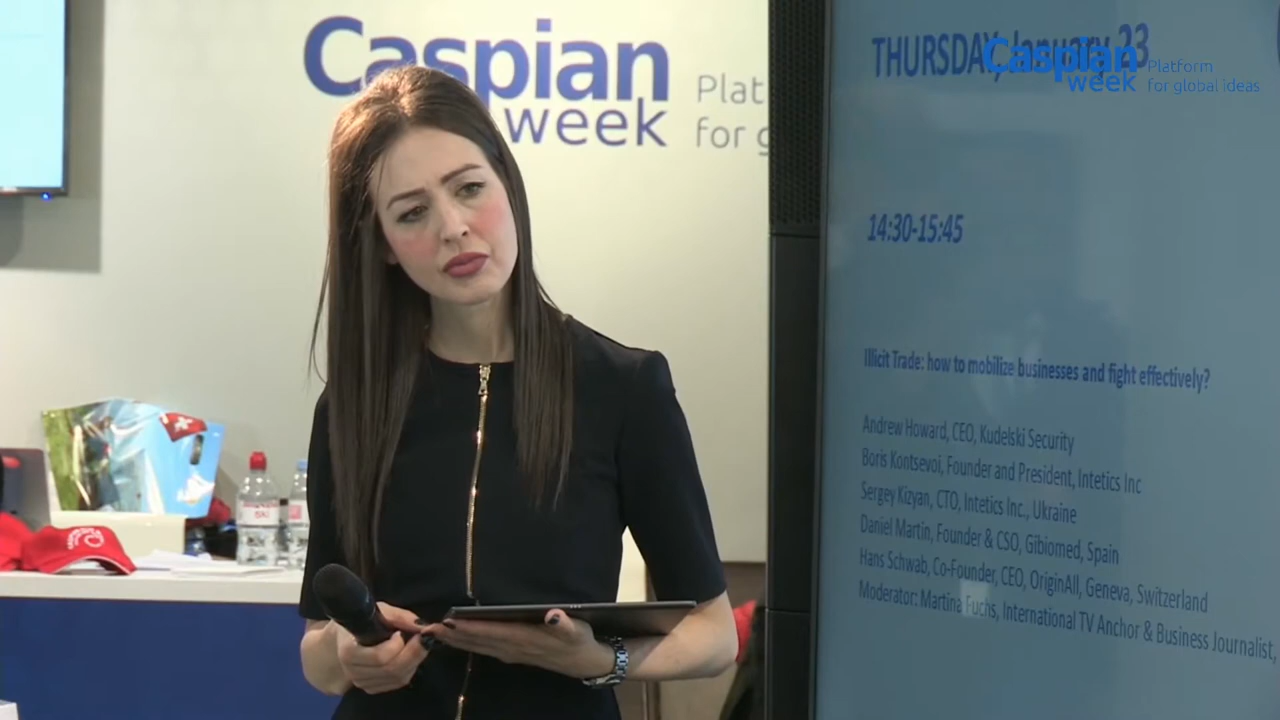 Caspian
week
Plat
for g
THURSDAY, January 23
Caspian
week
Platform
for global ideas
14:30-15:45
Illicit Trade: how to mobilize businesses and fight effectively?
Andrew Howard, CEO, Kudelski Security
Boris Kontsevoi, Founder and President, Intetics Inc
Sergey Kizyan, CTO, Intetics Inc., Ukraine
Daniel Martin, Founder & CSO, Gibiomed, Spain
Hans Schwab, Co-Founder, CEO, OriginAll, Geneva, Switzerland
Moderator: Martina Fuchs, International TV Anchor & Business Journalist,